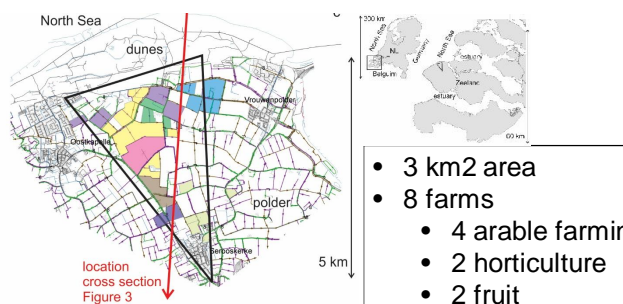 North Sea
dunes
Vrouwenpolder
Oostkapelle
polder
Serooskerke
location
cross section
Figure 3
5 km
200 km
North Sea
NL
Germany
Belgium
North Sea
estuary
Zeeland
estuary
60 km
• 3 km2 area
• 8 farms
• 4 arable farmin
• 2 horticulture
• 2 fruit